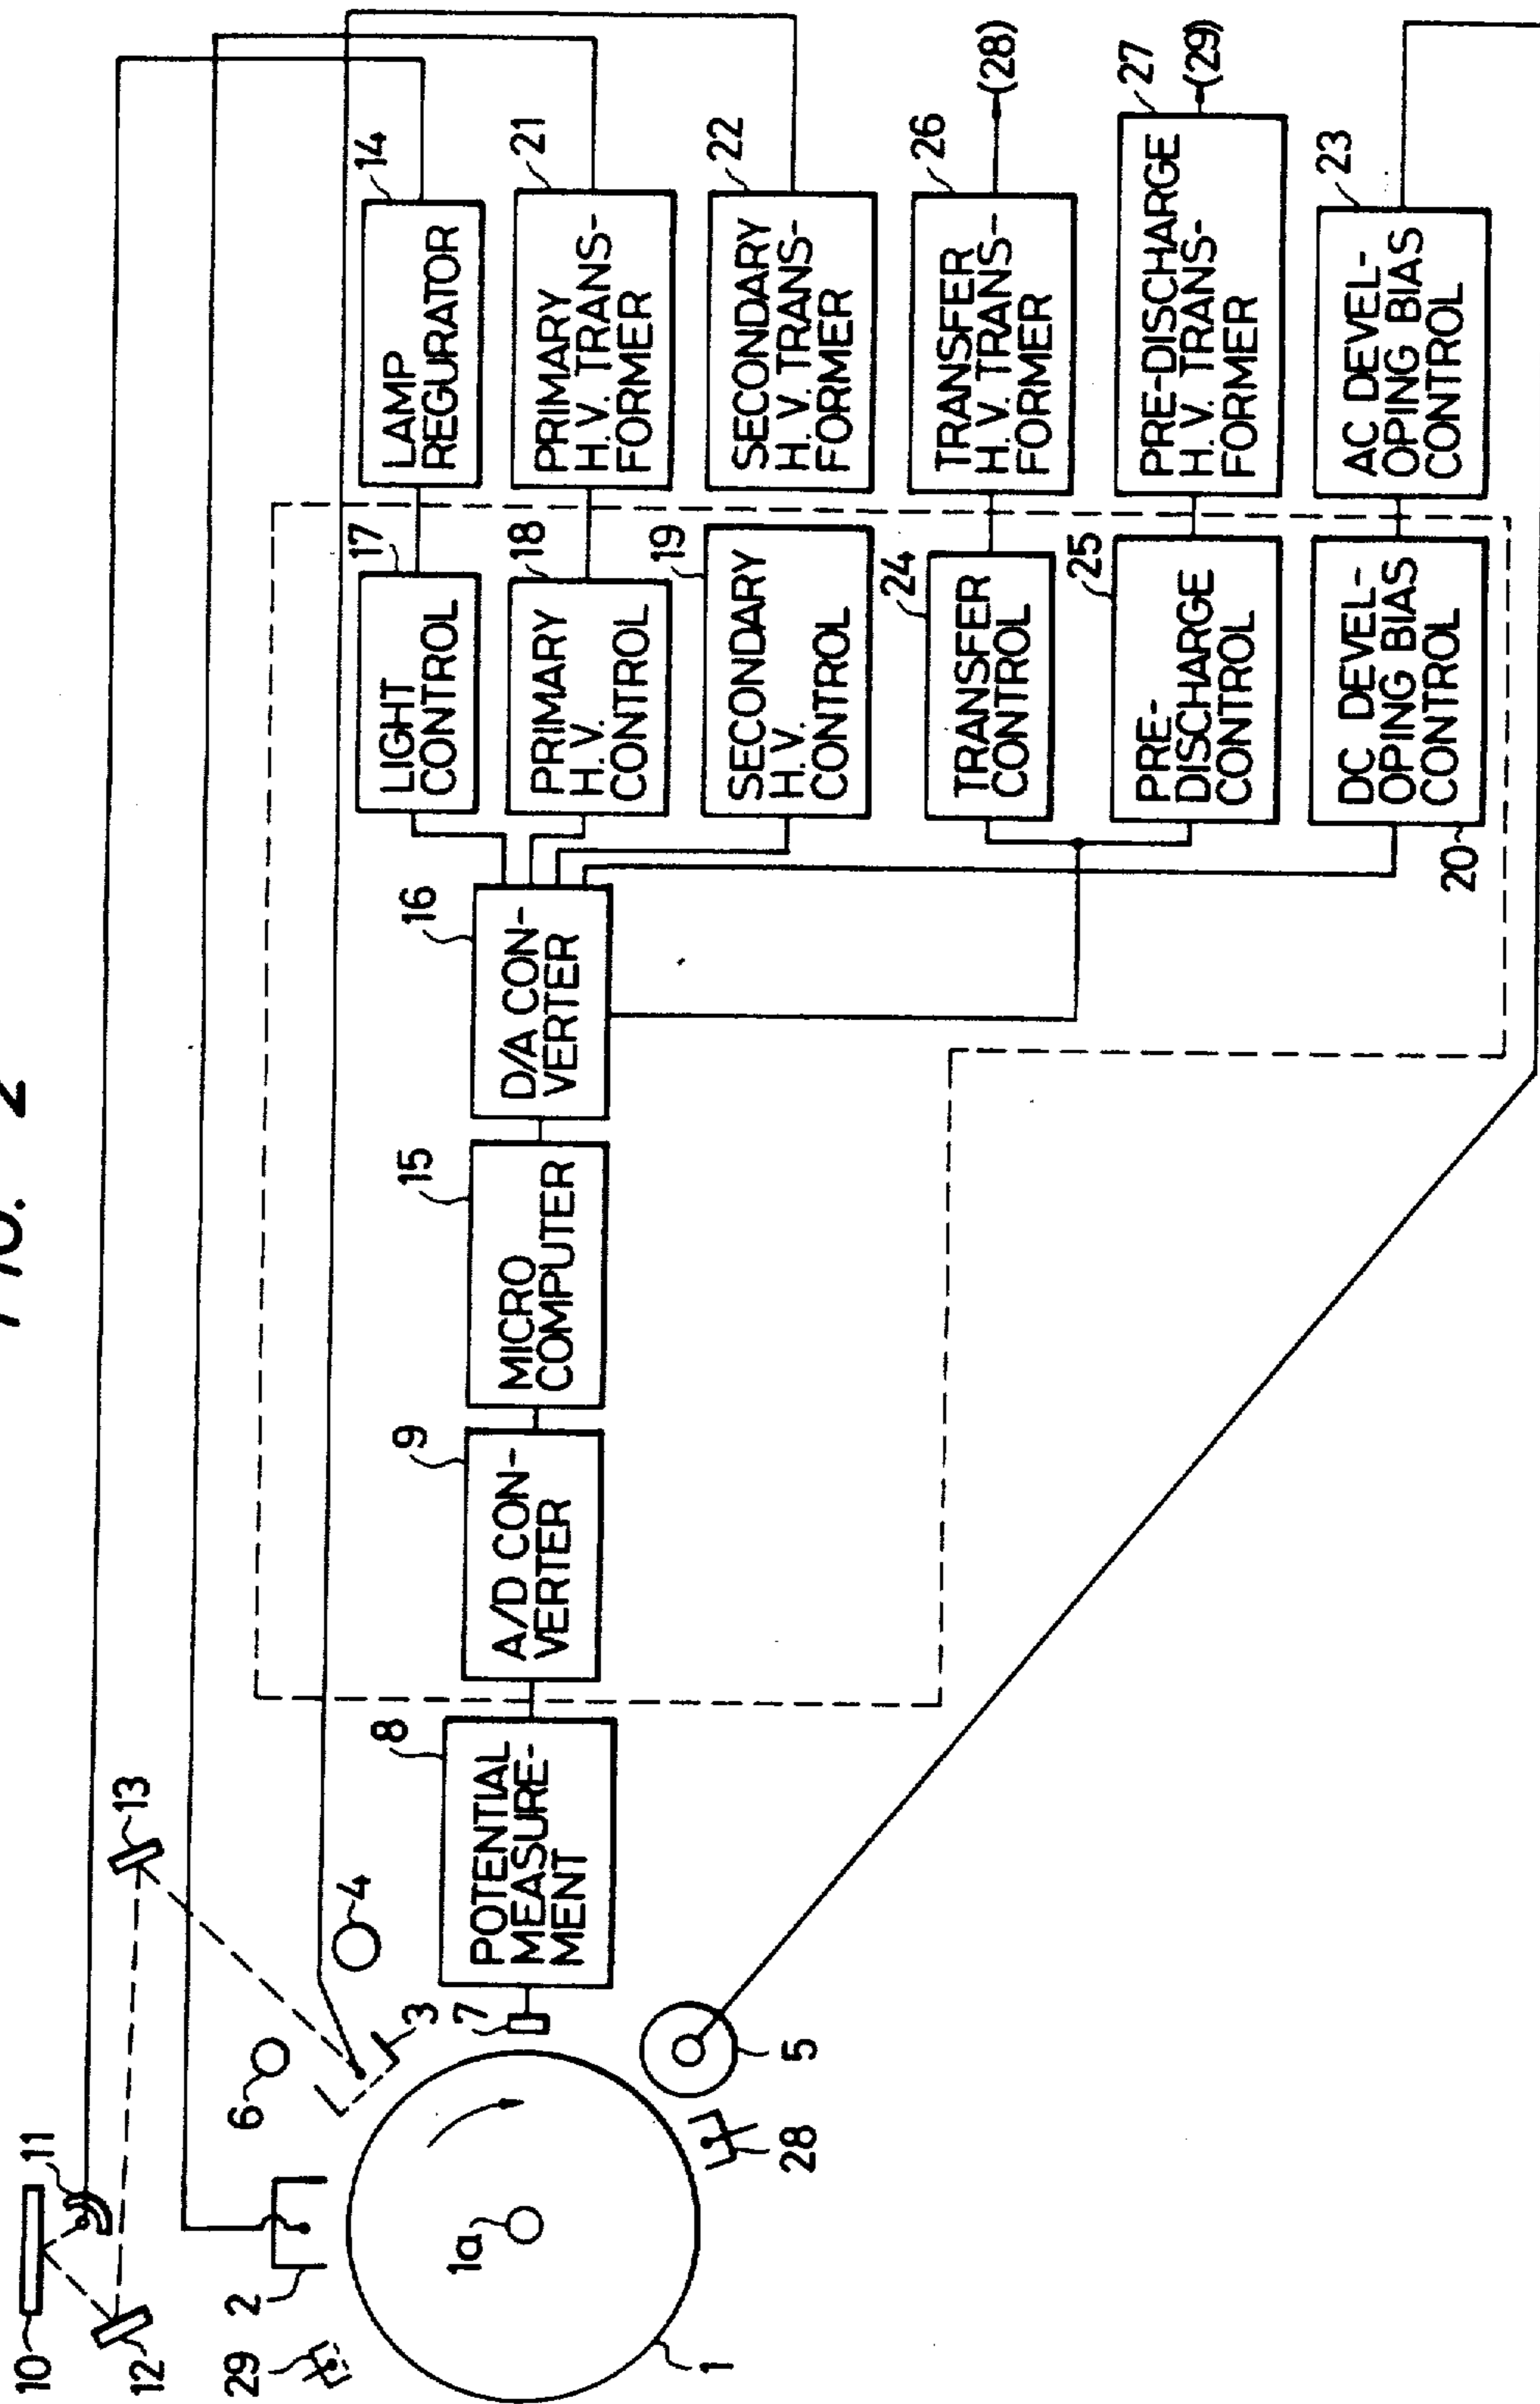 FIG. 2
10
11
12
13
29
2
6
3
4
7
1a
1
5
28
POTENTIAL
MEASURE-
MENT
8
A/D CON-
VERTER
9
MICRO
COMPUTER
15
D/A CON-
VERTER
16
LIGHT
CONTROL
17
PRIMARY
H.V.
CONTROL
18
SECONDARY
H.V.
CONTROL
19
TRANSFER
CONTROL
24
PRE-
DISCHARGE
CONTROL
25
DC DEVEL-
OPING BIAS
CONTROL
20
LAMP
REGURATOR
14
PRIMARY
H.V. TRANS-
FORMER
21
SECONDARY
H.V. TRANS-
FORMER
22
TRANSFER
H.V. TRANS-
FORMER
26
(28)
PRE-DISCHARGE
H.V. TRANS-
FORMER
27
(29)
AC DEVEL-
OPING BIAS
CONTROL
23